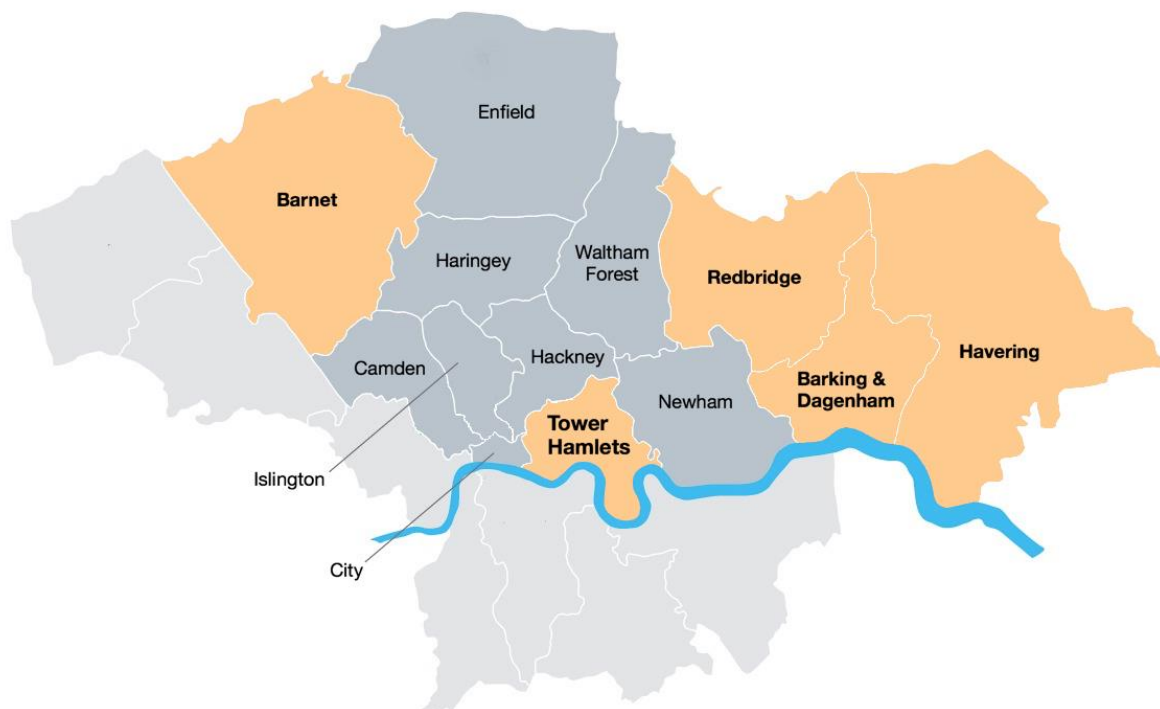 Enfield
Barnet
Haringey
Waltham
Forest
Redbridge
Havering
Camden
Hackney
Barking &
Dagenham
Newham
Tower
Hamlets
Islington
City